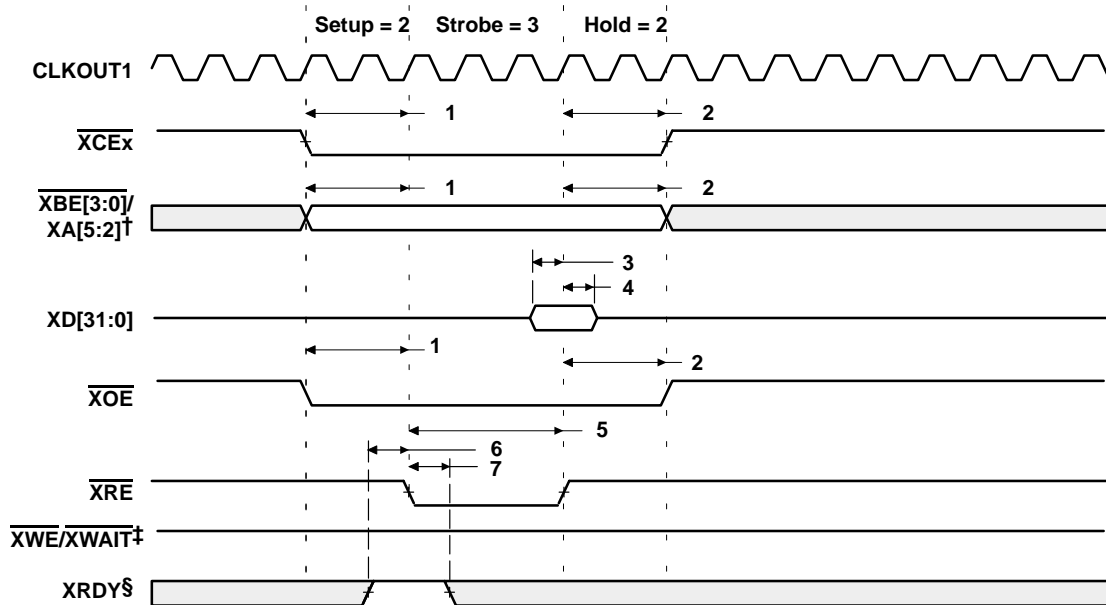 Setup = 2 Strobe = 3 Hold = 2
CLKOUT1
1 2
XCEx
1 2
XBE[3:0]/
XA[5:2]†
3
4
XD[31:0]
1
2
XOE
5
6
7
XRE
XWE/XWAIT‡
XRDY§